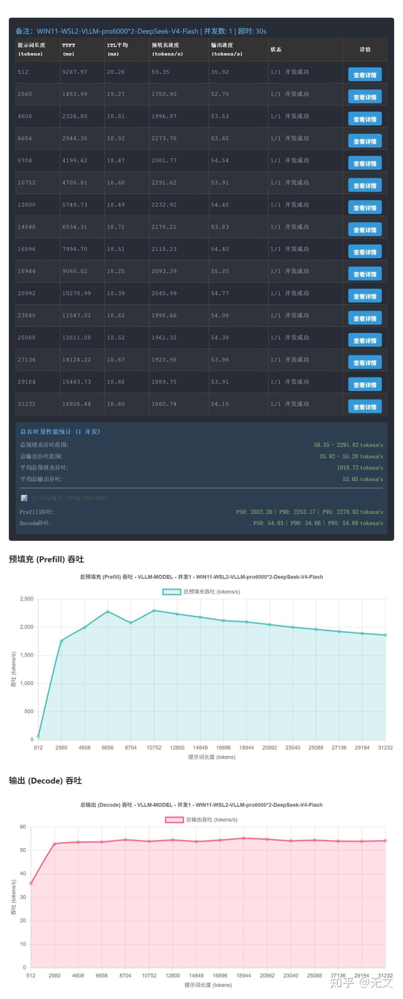 备注：WIN11-WSL2-VLLM-pro6000*2-DeepSeek-V4-Flash | 并发数: 1 | 超时: 30s
提示词长度 (tokens) TTFT (ms) ITL平均 (ms) 预填充速度 (tokens/s) 输出速度 (tokens/s) 状态 详情
512 9267.97 28.26 59.35 35.92 1/1 并发成功 查看详情
2560 1483.99 19.27 1750.90 52.70 1/1 并发成功 查看详情
4608 2326.80 18.81 1996.97 53.53 1/1 并发成功 查看详情
6656 2944.30 18.92 2273.76 53.65 1/1 并发成功 查看详情
8704 4199.62 18.47 2081.77 54.54 1/1 并发成功 查看详情
10752 4708.81 18.68 2291.62 53.91 1/1 并发成功 查看详情
12800 5749.73 18.49 2232.92 54.48 1/1 并发成功 查看详情
14848 6834.31 18.71 2178.21 53.83 1/1 并发成功 查看详情
16896 7994.70 18.51 2118.23 54.40 1/1 并发成功 查看详情
18944 9068.02 18.25 2093.39 55.20 1/1 并发成功 查看详情
20992 10278.99 18.39 2045.99 54.77 1/1 并发成功 查看详情
23040 11547.01 18.62 1998.66 54.08 1/1 并发成功 查看详情
25088 12811.08 18.52 1961.32 54.38 1/1 并发成功 查看详情
27136 14124.22 18.67 1923.98 53.96 1/1 并发成功 查看详情
29184 15463.73 18.68 1889.75 53.91 1/1 并发成功 查看详情
31232 16805.44 18.60 1860.74 54.15 1/1 并发成功 查看详情
总吞吐量性能统计 (1 并发)
总预填充吞吐范围: 59.35 - 2291.62 tokens/s
总输出吞吐范围: 35.92 - 55.20 tokens/s
平均总预填充吞吐: 1918.72 tokens/s
平均总输出吞吐: 53.03 tokens/s
📊 百分位统计 (P50/P90/P95)
Prefill吞吐: P50: 2022.26 | P90: 2253.17 | P95: 2278.02 tokens/s
Decode吞吐: P50: 54.03 | P90: 54.66 | P95: 54.89 tokens/s
预填充 (Prefill) 吞吐
总预填充 (Prefill) 吞吐 - VLLM-MODEL - 并发1 - WIN11-WSL2-VLLM-pro6000*2-DeepSeek-V4-Flash
总预填充吞吐 (tokens/s)
2,500
2,000
1,500
1,000
500
0
吞吐 (tokens/s)
512 2560 4608 6656 8704 10752 12800 14848 16896 18944 20992 23040 25088 27136 29184 31232
提示词长度 (tokens)
输出 (Decode) 吞吐
总输出 (Decode) 吞吐 - VLLM-MODEL - 并发1 - WIN11-WSL2-VLLM-pro6000*2-DeepSeek-V4-Flash
总输出吞吐 (tokens/s)
60
50
40
30
20
10
0
吞吐 (tokens/s)
512 2560 4608 6656 8704 10752 12800 14848 16896 18944 20992 23040 25088 27136 29184 31232
提示词长度 (tokens)
知乎 @无文